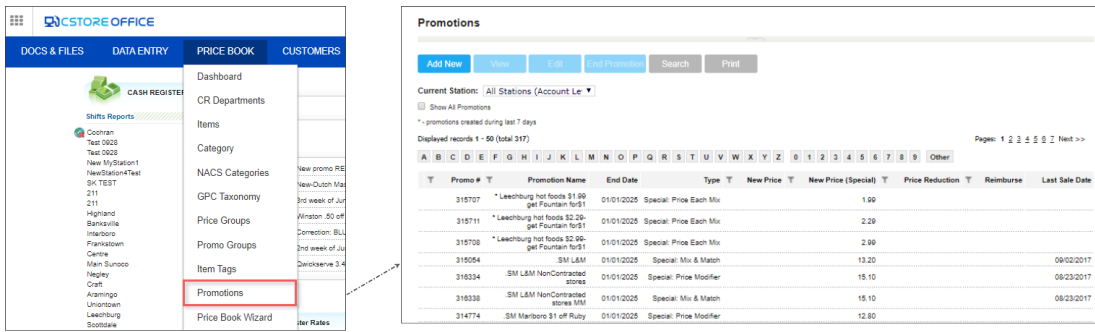 CSTORE OFFICE
DOCS & FILES DATA ENTRY PRICE BOOK CUSTOMERS
CASH REGISTER
Shifts Reports
Cochran
Test 0928
Test 0928
New MyStation1
NewStation4Test
SK TEST
211
211
Highland
Banksville
Interboro
Frankstown
Centre
Main Sunoco
Negley
Craft
Aramingo
Uniontown
Leechburg
Scottdale
Dashboard
CR Departments
Items
Category
NACS Categories
GPC Taxonomy
Price Groups
Promo Groups
Item Tags
Promotions
Price Book Wizard
New promo RE
New-Dutch Mas
3rd week of Jun
Winston .50 off
Correction: BLU
2nd week of Ju
Qwickserve 3.4
ster Rates
Promotions
Add New View Edit End Promotion Search Print
Current Station: All Stations (Account Le
Show All Promotions
* - promotions created during last 7 days
Displayed records 1 - 50 (total 317) Pages: 1 2 3 4 5 6 7 Next >>
A B C D E F G H I J K L M N O P Q R S T U V W X Y Z 0 1 2 3 4 5 6 7 8 9 Other
Promo # Promotion Name End Date Type New Price New Price (Special) Price Reduction Reimburse Last Sale Date
315707 * Leechburg hot foods $1.99 get Fountain for$1 01/01/2025 Special: Price Each Mix 1.99
315711 * Leechburg hot foods $2.29- get Fountain for$1 01/01/2025 Special: Price Each Mix 2.29
315708 * Leechburg hot foods $2.99- get Fountain for$1 01/01/2025 Special: Price Each Mix 2.99
315054 .SM L&M 01/01/2025 Special: Mix & Match 13.20 09/02/2017
316334 .SM L&M NonContracted stores 01/01/2025 Special: Price Modifier 15.10 08/23/2017
316338 .SM L&M NonContracted stores MM 01/01/2025 Special: Mix & Match 15.10 08/23/2017
314774 .SM Marlboro $1 off Ruby 01/01/2025 Special: Price Modifier 12.80